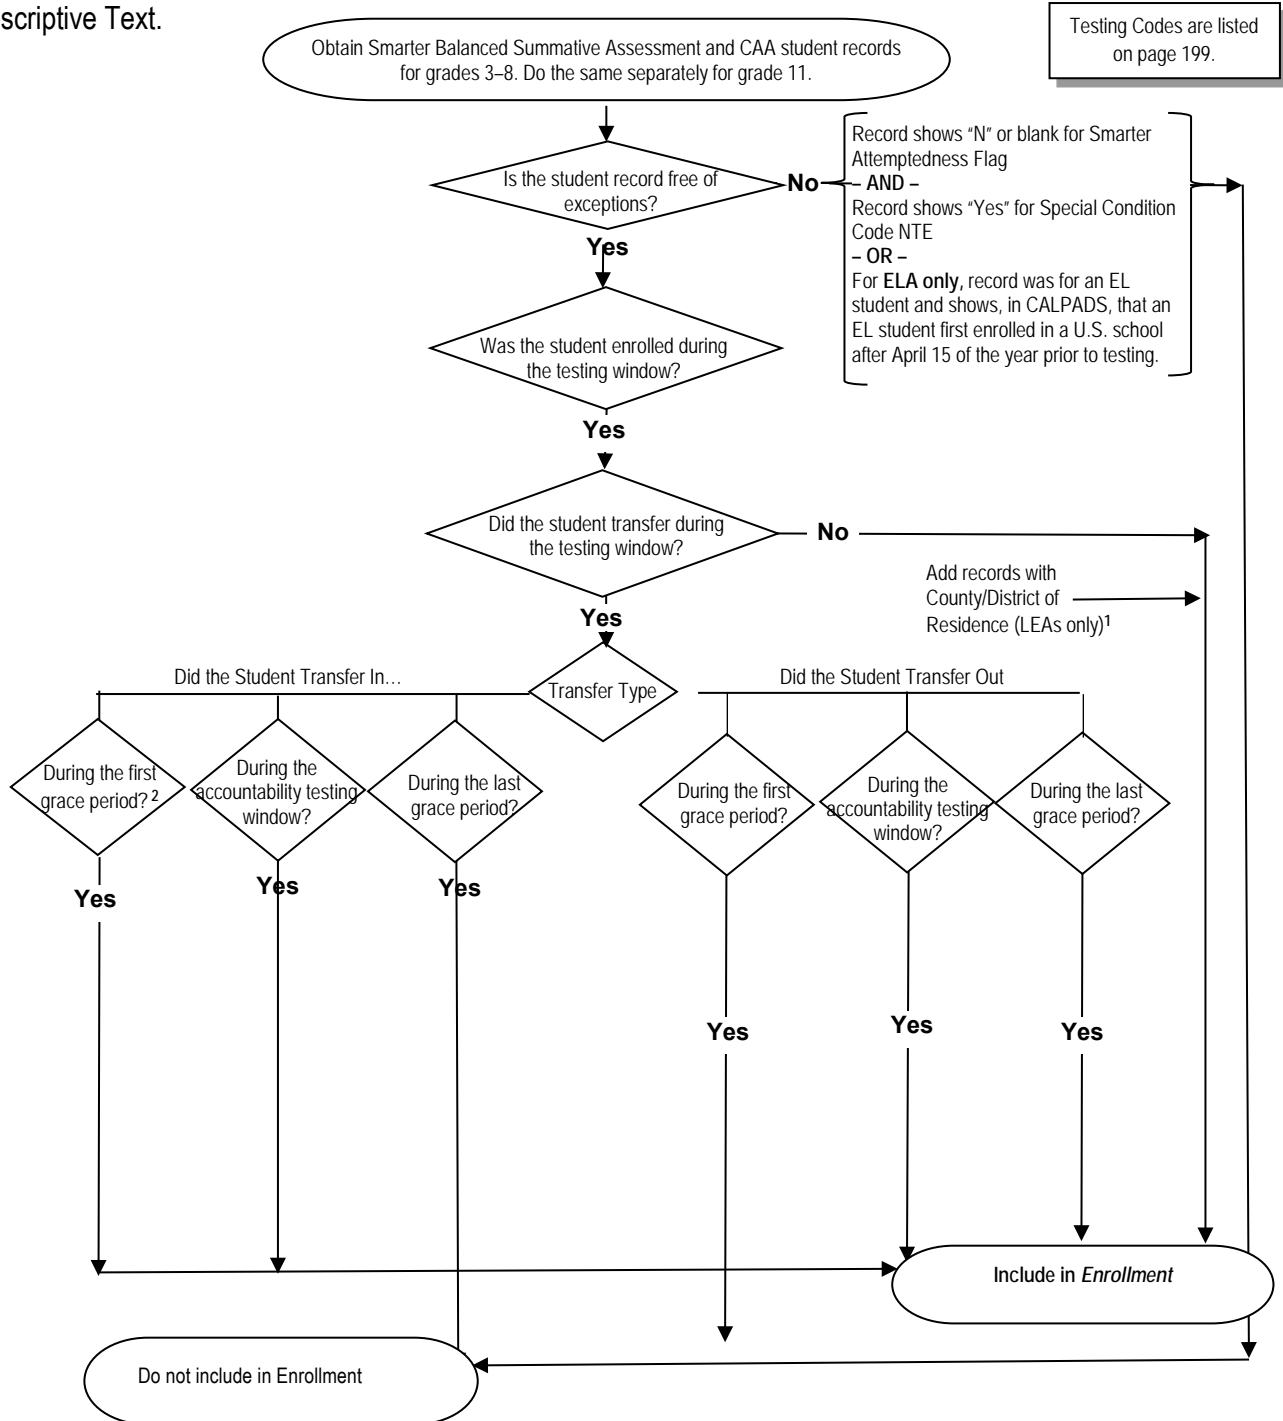 scriptive Text.
Testing Codes are listed
on page 199.
Obtain Smarter Balanced Summative Assessment and CAA student records
for grades 3–8. Do the same separately for grade 11.
Is the student record free of
exceptions?
No
Record shows “N” or blank for Smarter
Attemptedness Flag
– AND –
Record shows “Yes” for Special Condition
Code NTE
– OR –
For ELA only, record was for an EL
student and shows, in CALPADS, that an
EL student first enrolled in a U.S. school
after April 15 of the year prior to testing.
Yes
Was the student enrolled during
the testing window?
Yes
Did the student transfer during
the testing window?
No
Add records with
County/District of
Residence (LEAs only)¹
Yes
Transfer Type
Did the Student Transfer In…
Did the Student Transfer Out
During the first
grace period? ²
During the
accountability testing
window?
During the last
grace period?
During the first
grace period?
During the
accountability testing
window?
During the last
grace period?
Yes
Yes
Yes
Yes
Yes
Yes
Include in Enrollment
Do not include in Enrollment